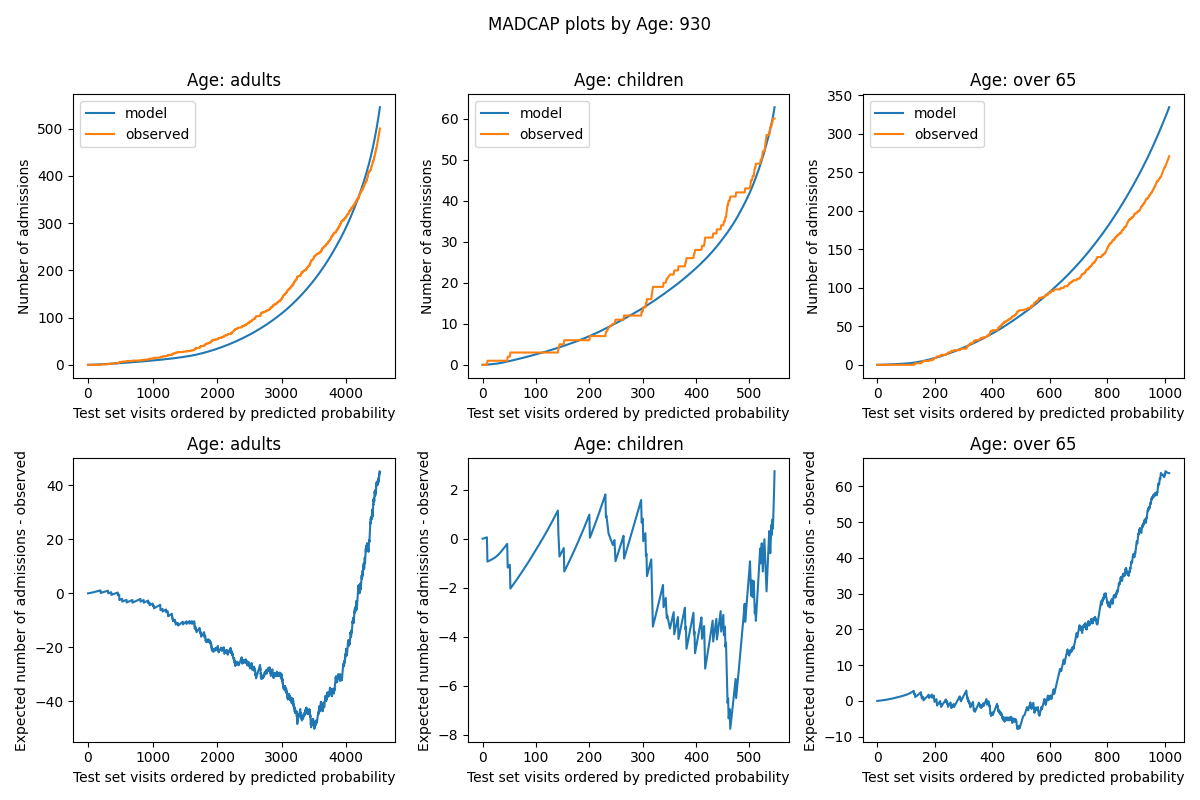 MADCAP plots by Age: 930
Age: adults
Number of admissions
500
400
300
200
100
0
model
observed
0 1000 2000 3000 4000
Test set visits ordered by predicted probability
Age: children
Number of admissions
60
50
40
30
20
10
0
model
observed
0 100 200 300 400 500
Test set visits ordered by predicted probability
Age: over 65
Number of admissions
350
300
250
200
150
100
50
0
model
observed
0 200 400 600 800 1000
Test set visits ordered by predicted probability
Age: adults
Expected number of admissions - observed
40
20
0
−20
−40
0 1000 2000 3000 4000
Test set visits ordered by predicted probability
Age: children
Expected number of admissions - observed
2
0
−2
−4
−6
−8
0 100 200 300 400 500
Test set visits ordered by predicted probability
Age: over 65
Expected number of admissions - observed
60
50
40
30
20
10
0
−10
0 200 400 600 800 1000
Test set visits ordered by predicted probability